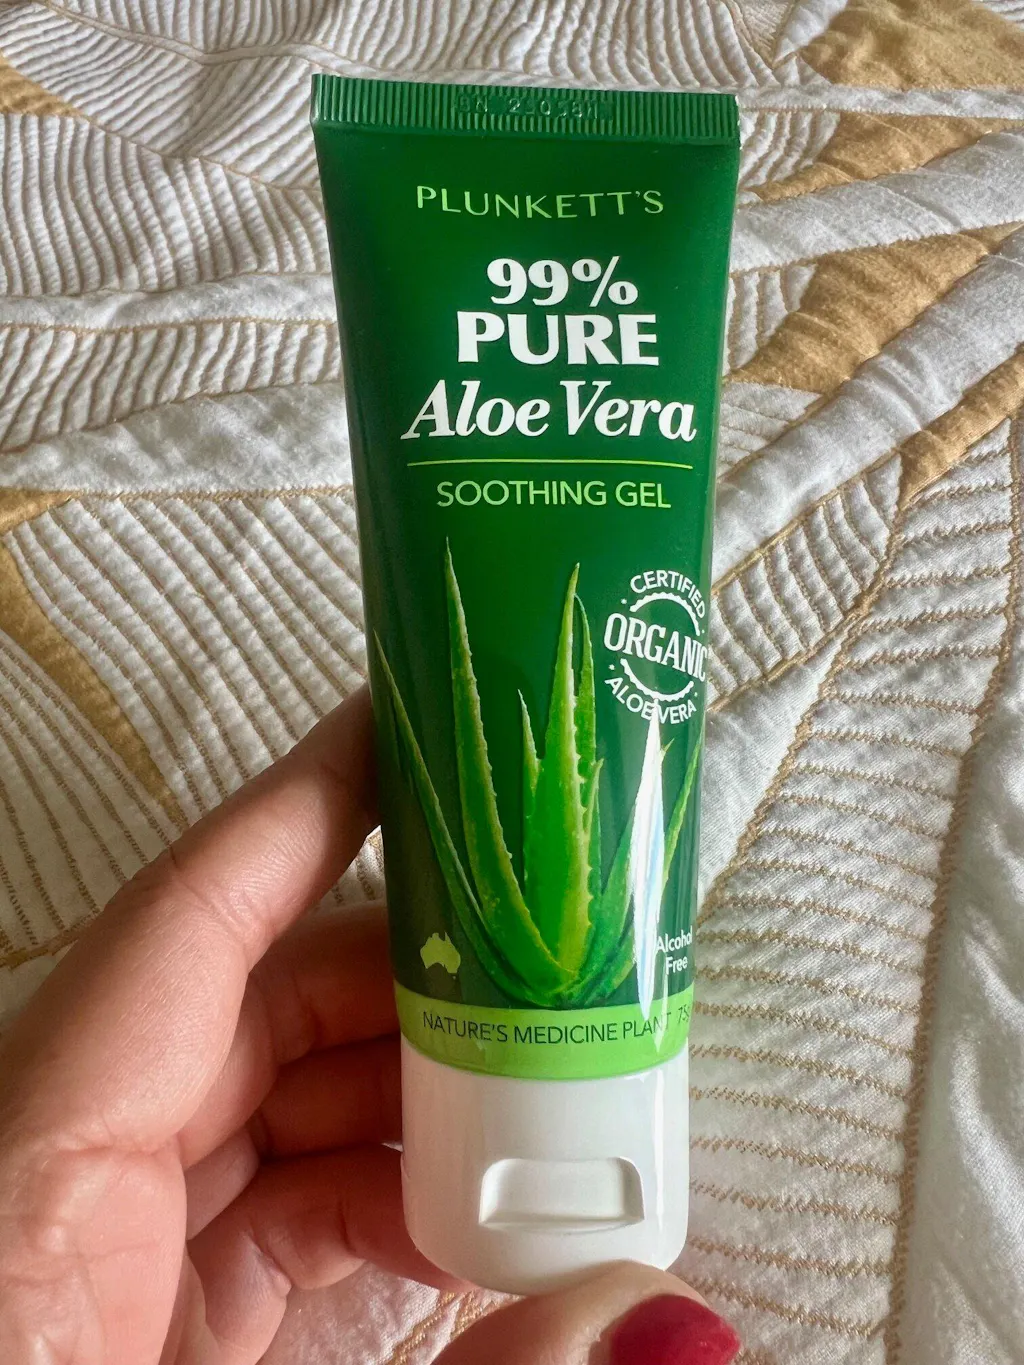 PLUNKETT'S
99%
PURE
Aloe Vera
SOOTHING GEL
CERTIFIED
ORGANIC
ALOE VERA
Alcohol
Free
NATURE'S MEDICINE PLANT